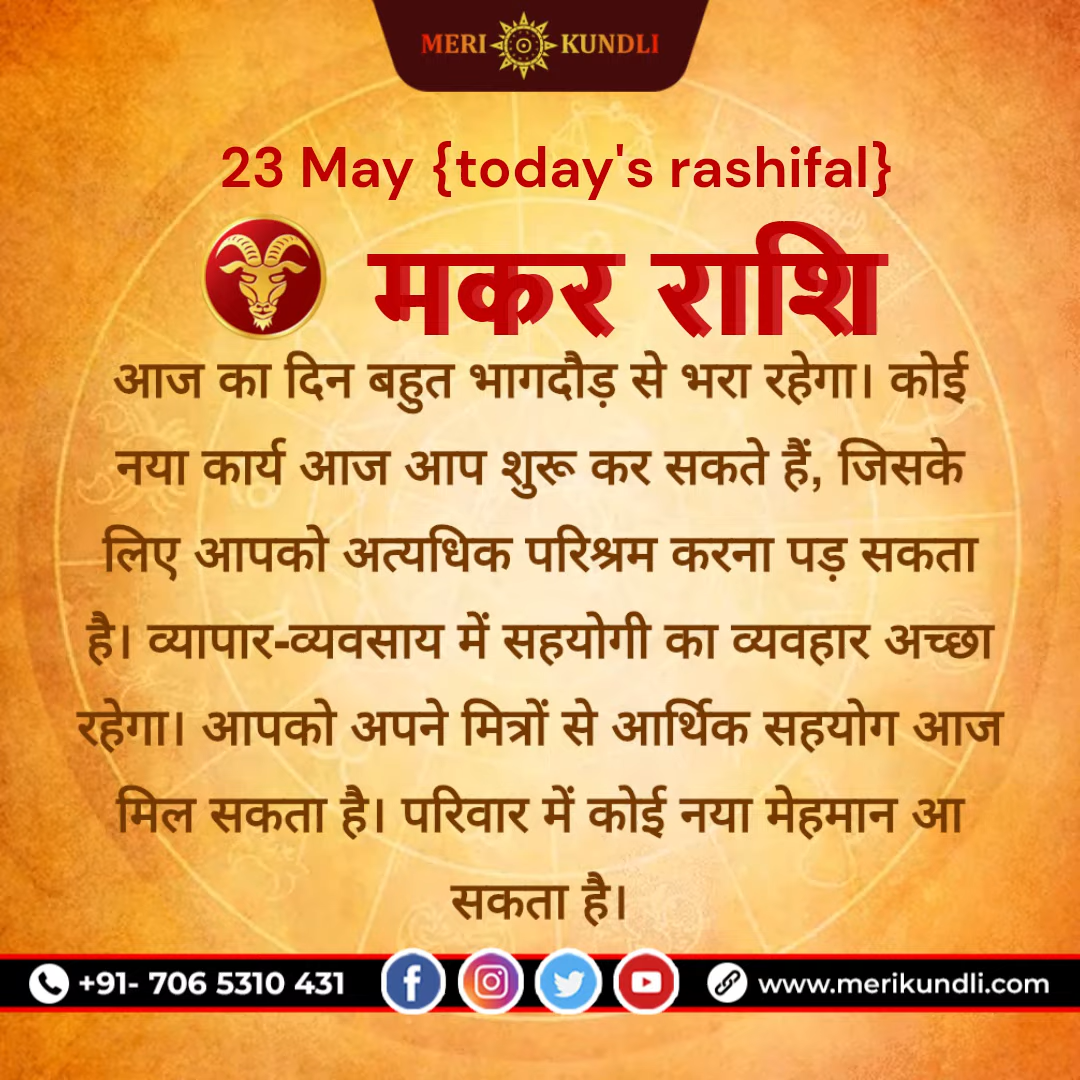 MERI KUNDLI
23 May {today's rashifal}
मकर राशि
आज का दिन बहुत भागदौड़ से भरा रहेगा। कोई
नया कार्य आज आप शुरू कर सकते हैं, जिसके
लिए आपको अत्यधिक परिश्रम करना पड़ सकता
है। व्यापार-व्यवसाय में सहयोगी का व्यवहार अच्छा
रहेगा। आपको अपने मित्रों से आर्थिक सहयोग आज
मिल सकता है। परिवार में कोई नया मेहमान आ
सकता है।
+91- 706 5310 431 www.merikundli.com